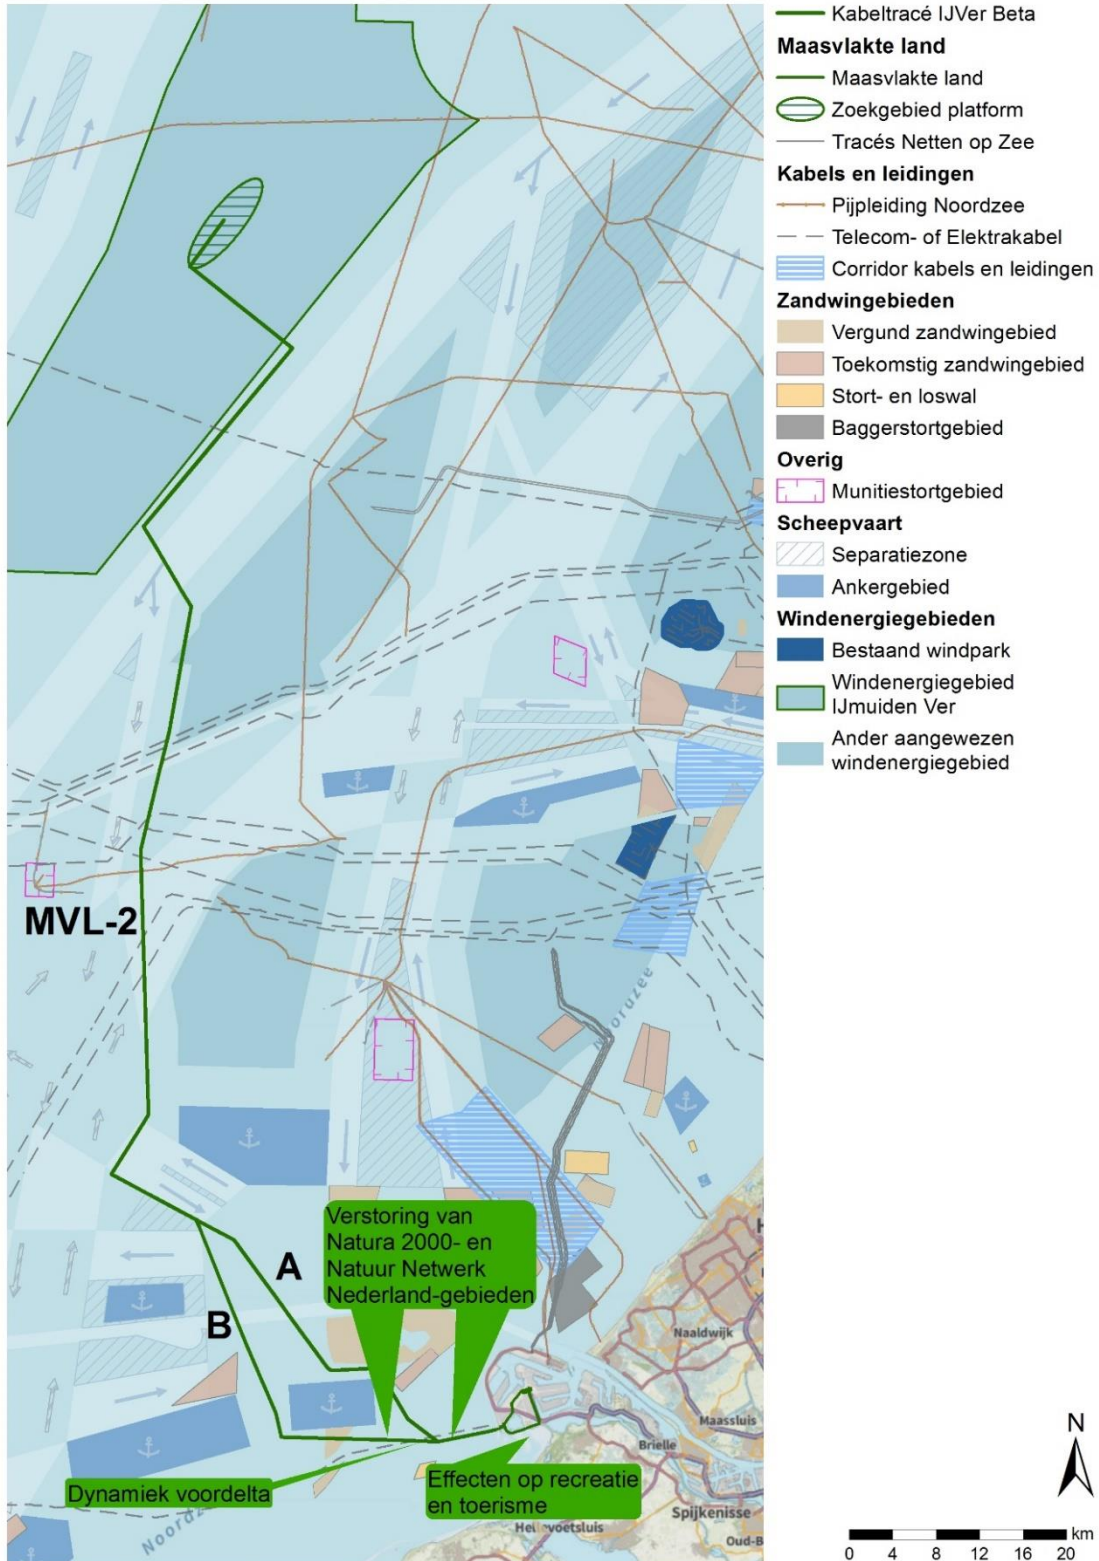 Kabeltracé IJVer Beta
Maasvlakte land
Maasvlakte land
Zoekgebied platform
Tracés Netten op Zee
Kabels en leidingen
Pijpleiding Noordzee
Telecom- of Elektrakabel
Corridor kabels en leidingen
Zandwingebieden
Vergund zandwingebied
Toekomstig zandwingebied
Stort- en loswal
Baggerstortgebied
Overig
Munitiestortgebied
Scheepvaart
Separatiezone
Ankergebied
Windenergiegebieden
Bestaand windpark
Windenergiegebied
IJmuiden Ver
Ander aangewezen
windenergiegebied
MVL-2
Noordzee
A
B
Verstoring van
Natura 2000- en
Natuur Netwerk
Nederland-gebieden
Naaldwijk
Maassluis
Brielle
Spijkenisse
Hellevoetsluis
Oud-B
Dynamiek voordelta
Effecten op recreatie
en toerisme
Noordze
N
km
0 4 8 12 16 20